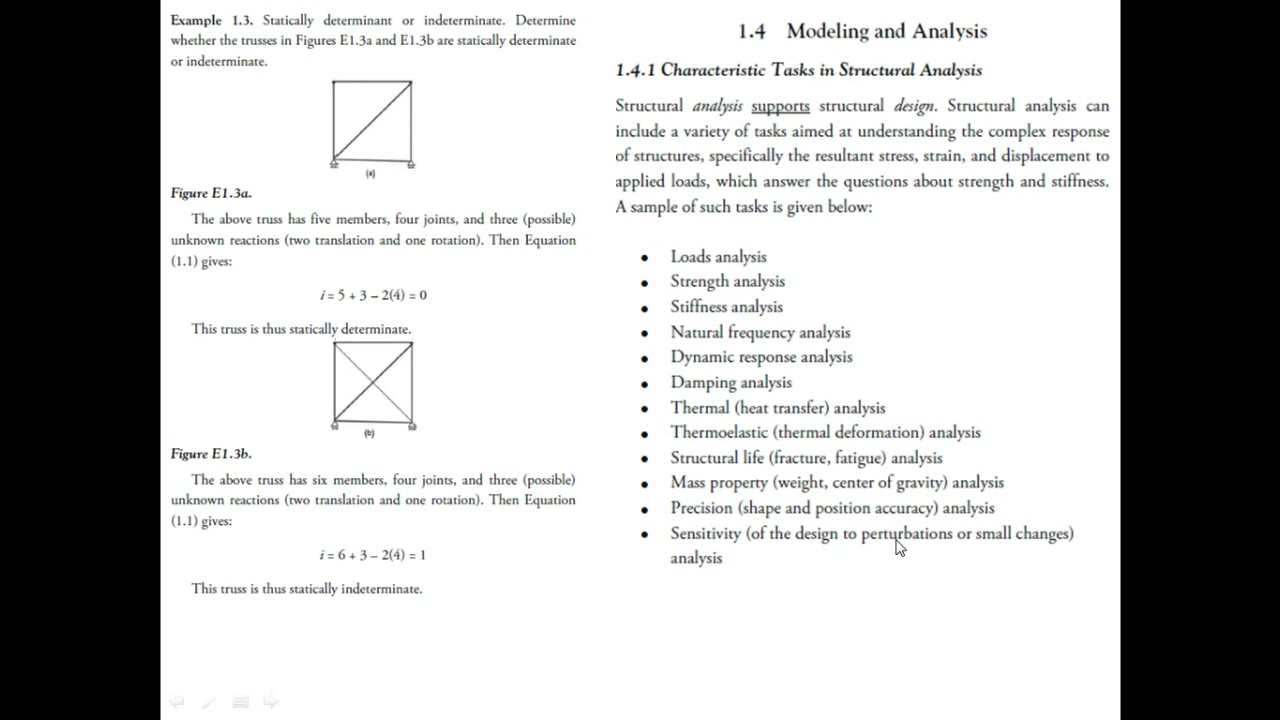 Example 1.3. Statically determinant or indeterminate. Determine
whether the trusses in Figures E1.3a and E1.3b are statically determinate
or indeterminate.
(a)
Figure E1.3a.
The above truss has five members, four joints, and three (possible)
unknown reactions (two translation and one rotation). Then Equation
(1.1) gives:
i = 5 + 3 – 2(4) = 0
This truss is thus statically determinate.
(b)
Figure E1.3b.
The above truss has six members, four joints, and three (possible)
unknown reactions (two translation and one rotation). Then Equation
(1.1) gives:
i = 6 + 3 – 2(4) = 1
This truss is thus statically indeterminate.
1.4 Modeling and Analysis
1.4.1 Characteristic Tasks in Structural Analysis
Structural analysis supports structural design. Structural analysis can
include a variety of tasks aimed at understanding the complex response
of structures, specifically the resultant stress, strain, and displacement to
applied loads, which answer the questions about strength and stiffness.
A sample of such tasks is given below:
• Loads analysis
• Strength analysis
• Stiffness analysis
• Natural frequency analysis
• Dynamic response analysis
• Damping analysis
• Thermal (heat transfer) analysis
• Thermoelastic (thermal deformation) analysis
• Structural life (fracture, fatigue) analysis
• Mass property (weight, center of gravity) analysis
• Precision (shape and position accuracy) analysis
• Sensitivity (of the design to perturbations or small changes)
analysis